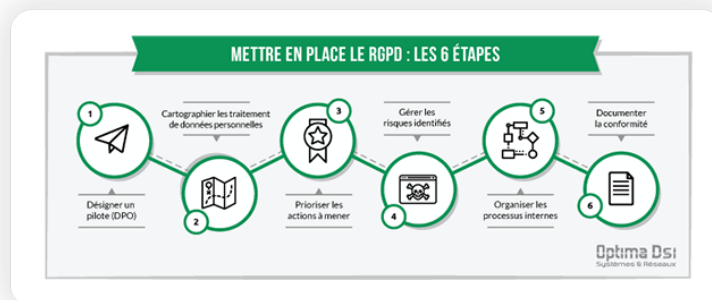 METTRE EN PLACE LE RGPD : LES 6 ÉTAPES
1
Désigner un
pilote (DPO)
Cartographier les traitement
de données personnelles
2
3
Prioriser les
actions à mener
Gérer les
risques identifiés
4
5
Organiser les
processus internes
Documenter
la conformité
6
Optima Dsi
Systèmes & Réseaux